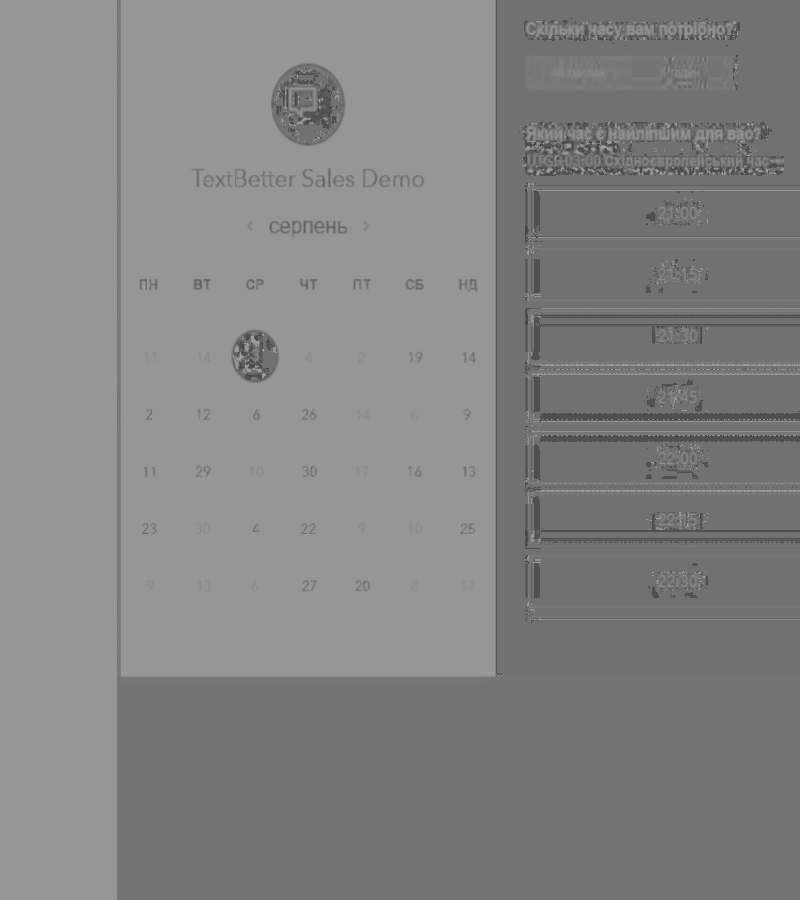 TextBetter Sales Demo
‹ серпень ›
ПН ВТ СР ЧТ ПТ СБ НД
11 14 4 2 19 14
2 12 6 26 14 6 9
11 29 10 30 17 16 13
23 30 4 22 9 10 25
9 13 6 27 20 8 17
Скільки часу вам потрібно?
Який час є найліпшим для вас?
UTC+03:00 Східноєвропейський час
21:00
21:15
21:30
21:45
22:00
22:15
22:30